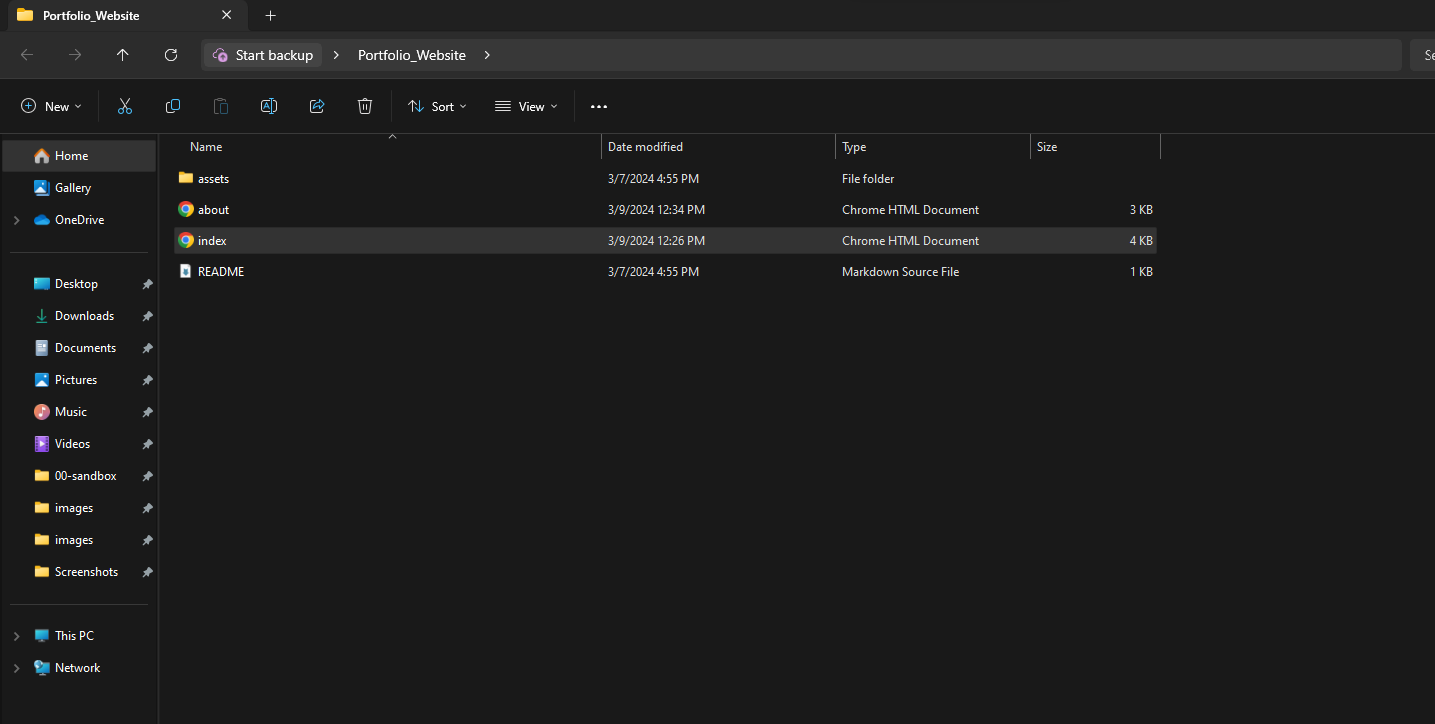 Portfolio_Website
Start backup > Portfolio_Website >
New Sort View
Name Date modified Type Size
Home
Gallery
OneDrive
Desktop
Downloads
Documents
Pictures
Music
Videos
00-sandbox
images
images
Screenshots
This PC
Network
assets 3/7/2024 4:55 PM File folder
about 3/9/2024 12:34 PM Chrome HTML Document 3 KB
index 3/9/2024 12:26 PM Chrome HTML Document 4 KB
README 3/7/2024 4:55 PM Markdown Source File 1 KB